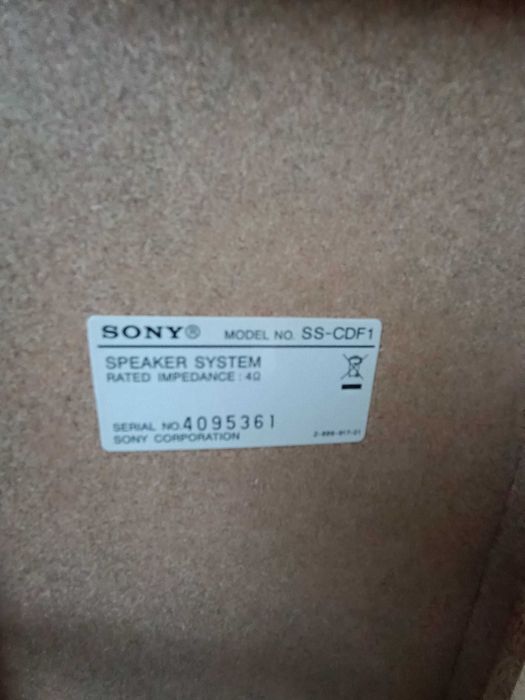 SONY® MODEL NO. SS-CDF1
SPEAKER SYSTEM
RATED IMPEDANCE : 4Ω
SERIAL NO.4095361
SONY CORPORATION